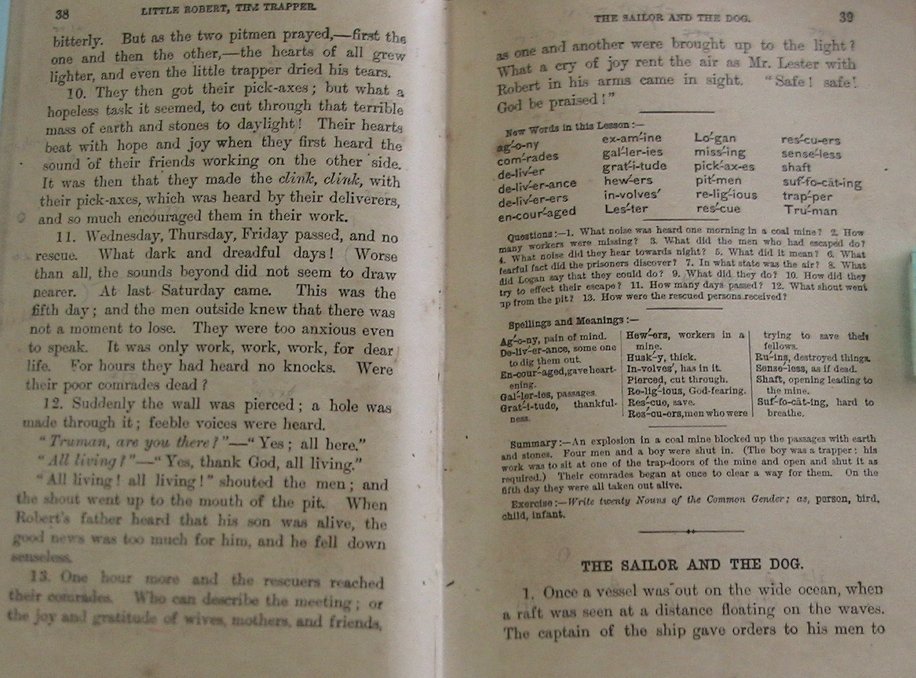 38
LITTLE ROBERT, THE TRAPPER.
bitterly. But as the two pitmen prayed,—first the
one and then the other,—the hearts of all grew
lighter, and even the little trapper dried his tears.
10. They then got their pick-axes; but what a
hopeless task it seemed, to cut through that terrible
mass of earth and stones to daylight! Their hearts
beat with hope and joy when they first heard the
sound of their friends working on the other side.
It was then that they made the clink, clink, with
their pick-axes, which was heard by their deliverers,
and so much encouraged them in their work.
11. Wednesday, Thursday, Friday passed, and no
rescue. What dark and dreadful days! Worse
than all, the sounds beyond did not seem to draw
nearer. At last Saturday came. This was the
fifth day; and the men outside knew that there was
not a moment to lose. They were too anxious even
to speak. It was only work, work, work, for dear
life. For hours they had heard no knocks. Were
their poor comrades dead?
12. Suddenly the wall was pierced; a hole was
made through it; feeble voices were heard.
"Truman, are you there?"—"Yes; all here."
"All living?"—"Yes, thank God, all living."
"All living! all living!" shouted the men; and
the shout went up to the mouth of the pit. When
Robert's father heard that his son was alive, the
good news was too much for him, and he fell down
senseless.
13. One hour more and the rescuers reached
their comrades. Who can describe the meeting; or
the joy and gratitude of wives, mothers, and friends,
THE SAILOR AND THE DOG.
39
as one and another were brought up to the light?
What a cry of joy rent the air as Mr. Lester with
Robert in his arms came in sight. "Safe! safe!
God be praised!"
New Words in this Lesson:—
ag′-o-ny
com′-rades
de-liv′-er
de-liv′-er-ance
de-liv′-er-ers
en-cour′-aged
ex-am′-ine
gal′-ler-ies
grat′-i-tude
hew′-ers
in-volves′
Les′-ter
Lo′-gan
miss′-ing
pick′-ax-es
pit′-men
re-lig′-ious
res′-cue
res′-cu-ers
sense′-less
shaft
suf′-fo-cāt-ing
trap′-per
Tru′-man
Questions:—1. What noise was heard one morning in a coal mine? 2. How
many workers were missing? 3. What did the men who had escaped do?
4. What noise did they hear towards night? 5. What did it mean? 6. What
fearful fact did the prisoners discover? 7. In what state was the air? 8. What
did Logan say that they could do? 9. What did they do? 10. How did they
try to effect their escape? 11. How many days passed? 12. What shout went
up from the pit? 13. How were the rescued persons received?
Spellings and Meanings:—
Ag′-o-ny, pain of mind.
De-liv′-er-ance, some one
to dig them out.
En-cour′-aged, gave heart-
ening.
Gal′-ler-ies, passages.
Grat′-i-tude, thankful-
ness.
Hew′-ers, workers in a
mine.
Husk′-y, thick.
In-volves′, has in it.
Pierced, cut through.
Re-lig′-ious, God-fearing.
Res′-cue, save.
Res′-cu-ers, men who were
trying to save their
fellows.
Ru′-ins, destroyed things.
Sense′-less, as if dead.
Shaft, opening leading to
the mine.
Suf′-fo-cāt-ing, hard to
breathe.
Summary:—An explosion in a coal mine blocked up the passages with earth
and stones. Four men and a boy were shut in. (The boy was a trapper: his
work was to sit at one of the trap-doors of the mine and open and shut it as
required.) Their comrades began at once to clear a way for them. On the
fifth day they were all taken out alive.
Exercise:—Write twenty Nouns of the Common Gender; as, person, bird,
child, infant.
THE SAILOR AND THE DOG.
1. Once a vessel was out on the wide ocean, when
a raft was seen at a distance floating on the waves.
The captain of the ship gave orders to his men to